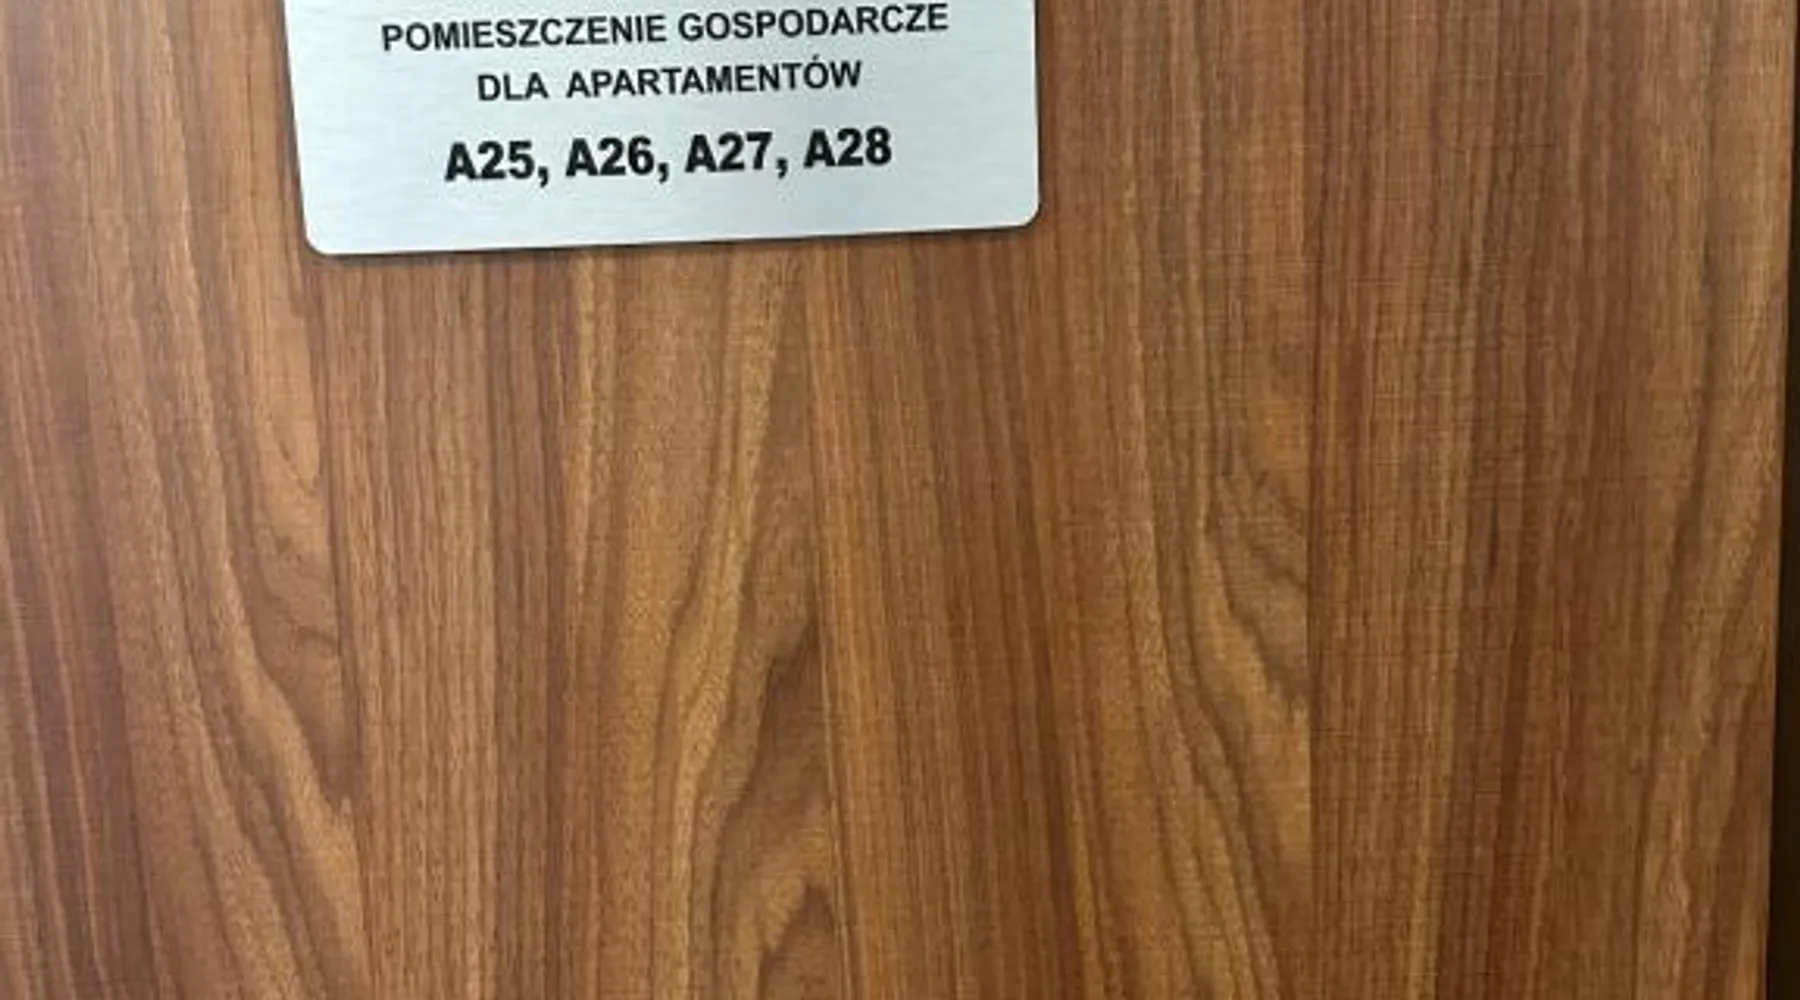 POMIESZCZENIE GOSPODARCZE
DLA APARTAMENTÓW
A25, A26, A27, A28